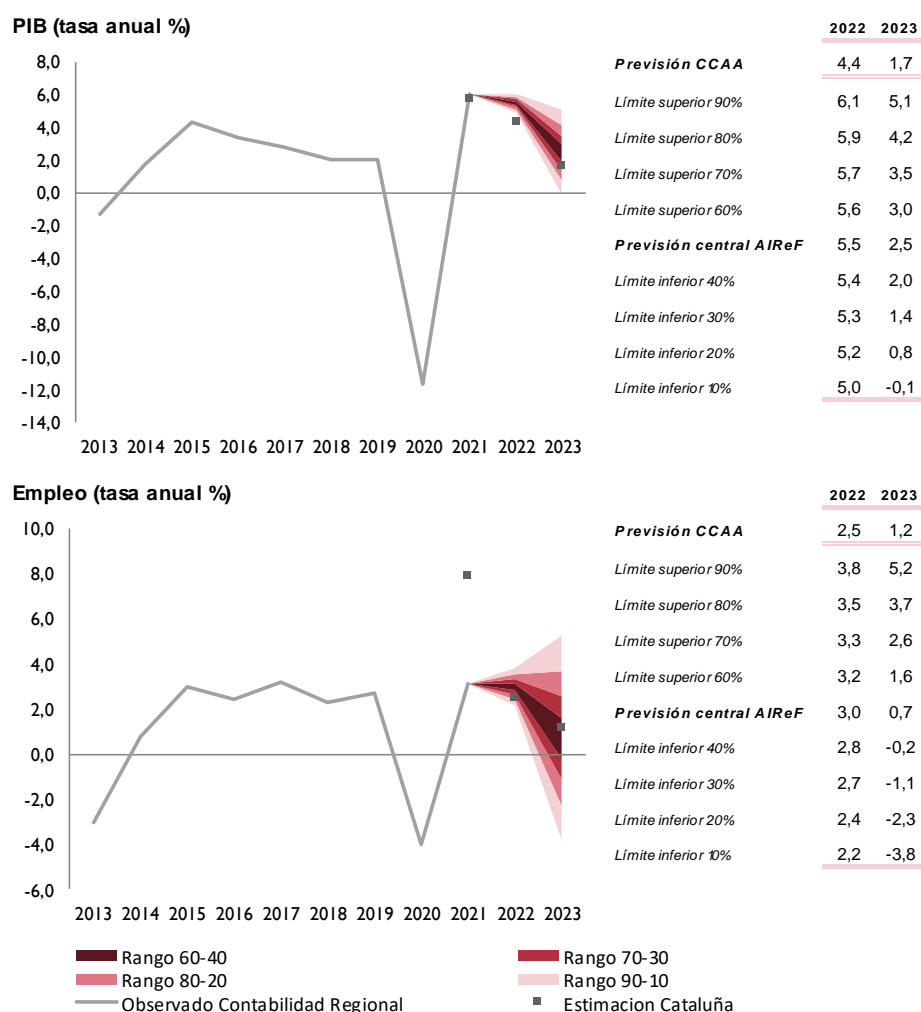 PIB (tasa anual %)
2022 2023
8,0
6,0
4,0
2,0
0,0
-2,0
-4,0
-6,0
-8,0
-10,0
-12,0
-14,0
2013 2014 2015 2016 2017 2018 2019 2020 2021 2022 2023
Previsión CCAA 4,4 1,7
Límite superior 90% 6,1 5,1
Límite superior 80% 5,9 4,2
Límite superior 70% 5,7 3,5
Límite superior 60% 5,6 3,0
Previsión central AIReF 5,5 2,5
Límite inferior 40% 5,4 2,0
Límite inferior 30% 5,3 1,4
Límite inferior 20% 5,2 0,8
Límite inferior 10% 5,0 -0,1
Empleo (tasa anual %)
2022 2023
10,0
8,0
6,0
4,0
2,0
0,0
-2,0
-4,0
-6,0
2013 2014 2015 2016 2017 2018 2019 2020 2021 2022 2023
Previsión CCAA 2,5 1,2
Límite superior 90% 3,8 5,2
Límite superior 80% 3,5 3,7
Límite superior 70% 3,3 2,6
Límite superior 60% 3,2 1,6
Previsión central AIReF 3,0 0,7
Límite inferior 40% 2,8 -0,2
Límite inferior 30% 2,7 -1,1
Límite inferior 20% 2,4 -2,3
Límite inferior 10% 2,2 -3,8
Rango 60-40 Rango 70-30
Rango 80-20 Rango 90-10
Observado Contabilidad Regional Estimacion Cataluña